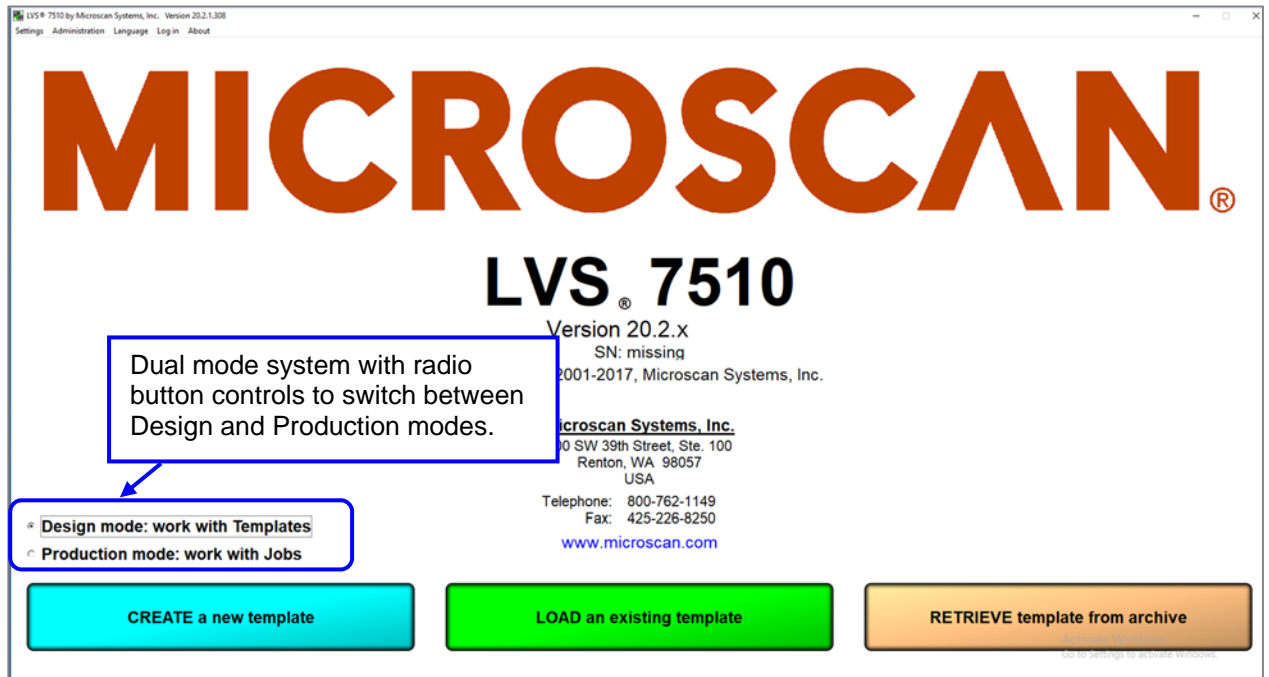 LVS® 7510 by Microscan Systems, Inc. Version 20.2.1.308
Settings Administration Language Log in About
MICROSCAN®
LVS® 7510
Version 20.2.x
SN: missing
2001-2017, Microscan Systems, Inc.
Dual mode system with radio
button controls to switch between
Design and Production modes.
icroscan Systems, Inc.
00 SW 39th Street, Ste. 100
Renton, WA 98057
USA
Telephone: 800-762-1149
Fax: 425-226-8250
www.microscan.com
Design mode: work with Templates
Production mode: work with Jobs
CREATE a new template
LOAD an existing template
RETRIEVE template from archive
Activate Windows
Go to Settings to activate Windows.